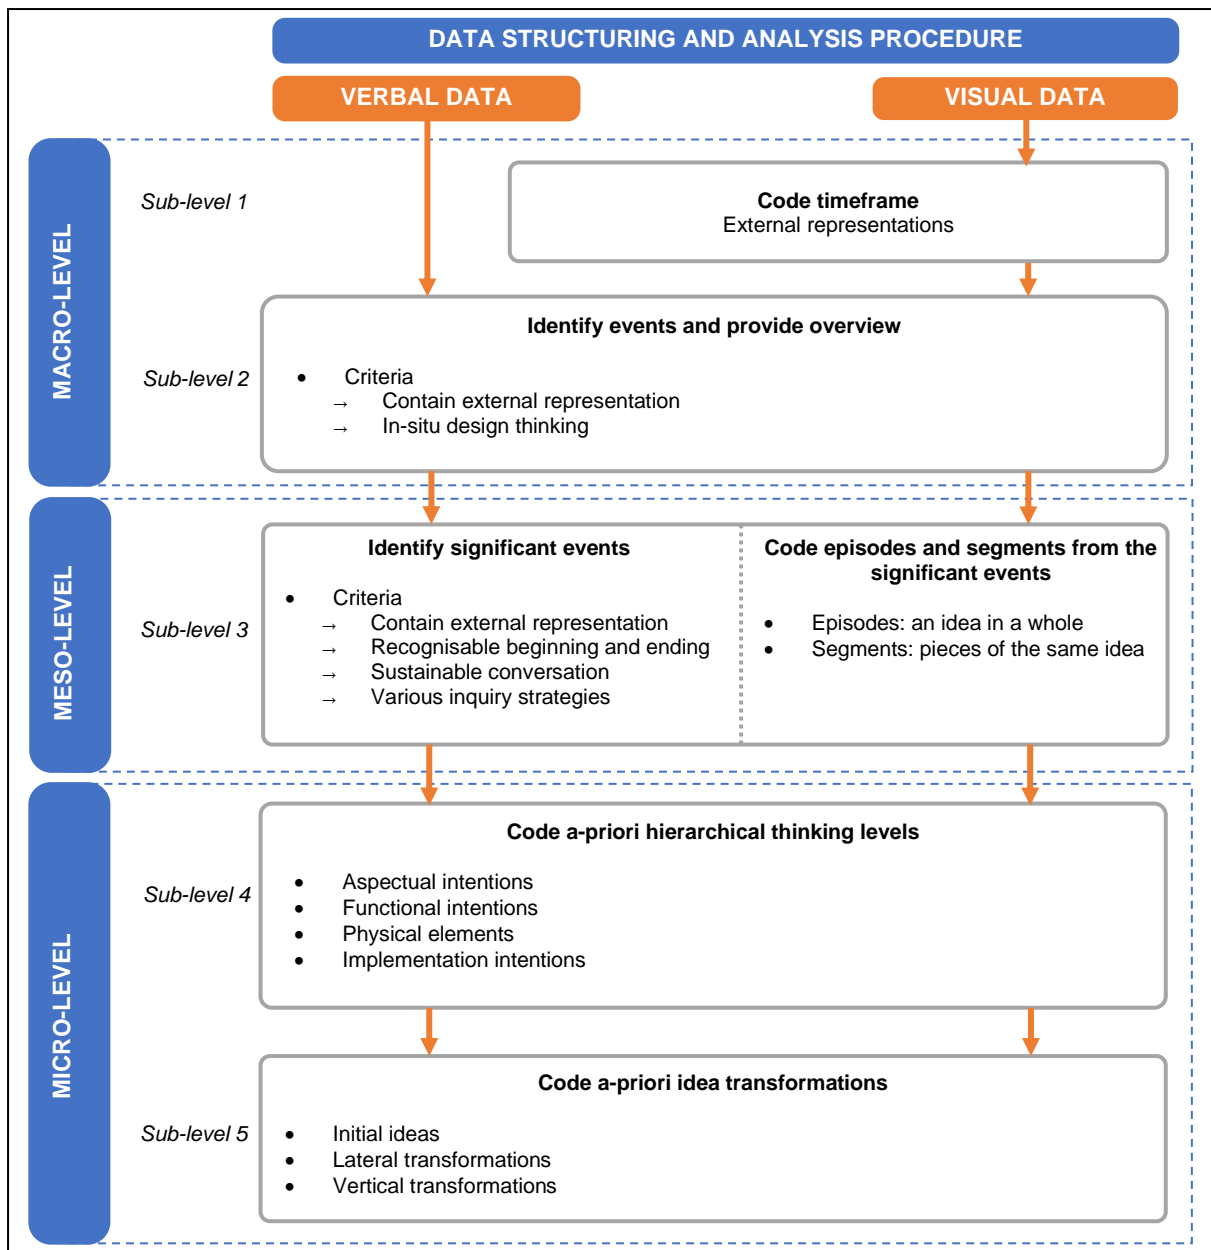 DATA STRUCTURING AND ANALYSIS PROCEDURE
VERBAL DATA
VISUAL DATA
MACRO-LEVEL
Sub-level 1
Code timeframe
External representations
Sub-level 2
Identify events and provide overview
• Criteria
→ Contain external representation
→ In-situ design thinking
MESO-LEVEL
Sub-level 3
Identify significant events
• Criteria
→ Contain external representation
→ Recognisable beginning and ending
→ Sustainable conversation
→ Various inquiry strategies
Code episodes and segments from the
significant events
• Episodes: an idea in a whole
• Segments: pieces of the same idea
MICRO-LEVEL
Sub-level 4
Code a-priori hierarchical thinking levels
• Aspectual intentions
• Functional intentions
• Physical elements
• Implementation intentions
Sub-level 5
Code a-priori idea transformations
• Initial ideas
• Lateral transformations
• Vertical transformations